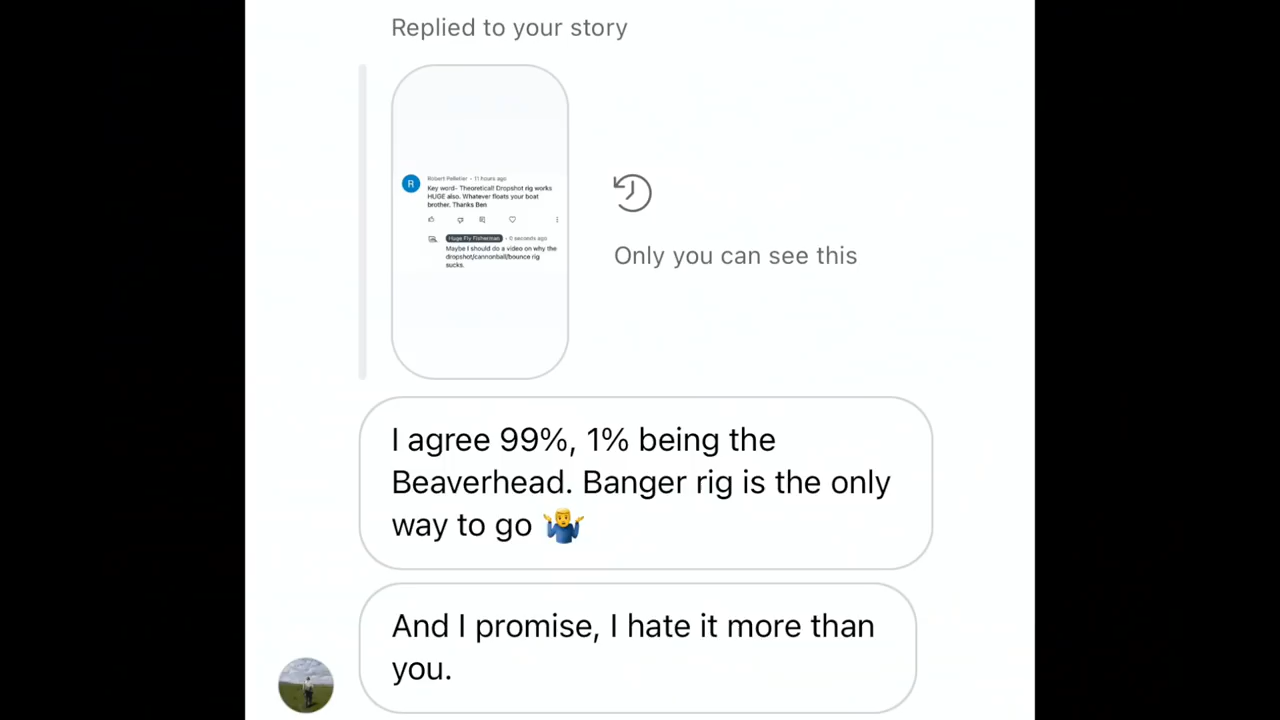 Replied to your story
R
Robert Pelletier • 11 hours ago
Key word- Theoretical! Dropshot rig works
HUGE also. Whatever floats your boat
brother. Thanks Ben
Huge Fly Fisherman • 0 seconds ago
Maybe I should do a video on why the
dropshot/cannonball/bounce rig
sucks.
Only you can see this
I agree 99%, 1% being the
Beaverhead. Banger rig is the only
way to go 🤷‍♂️
And I promise, I hate it more than
you.